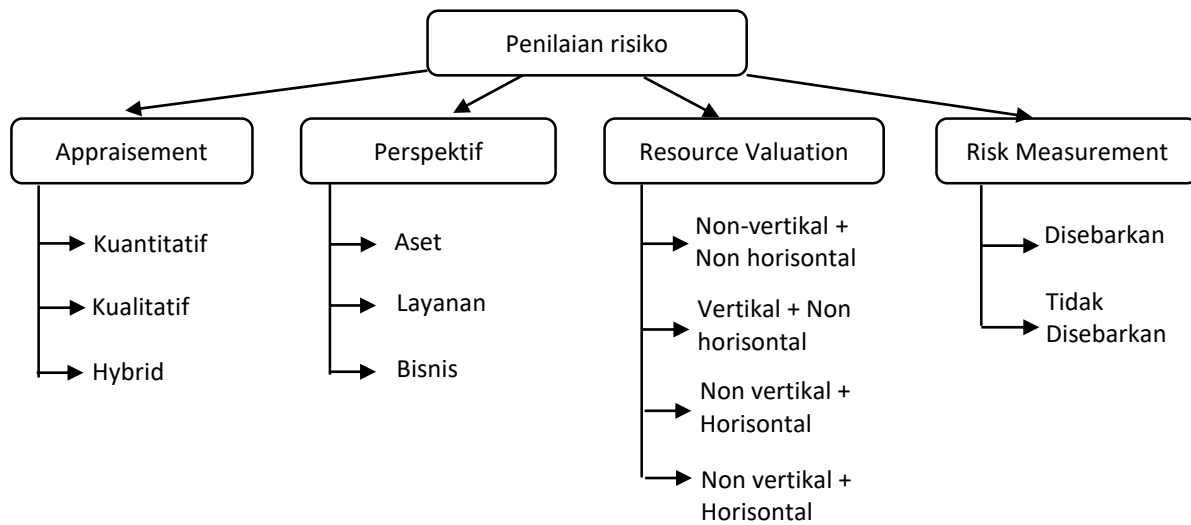 Penilaian risiko
Appraisement
Kuantitatif
Kualitatif
Hybrid
Perspektif
Aset
Layanan
Bisnis
Resource Valuation
Non-vertikal +
Non horisontal
Vertikal + Non
horisontal
Non vertikal +
Horisontal
Non vertikal +
Horisontal
Risk Measurement
Disebarkan
Tidak
Disebarkan